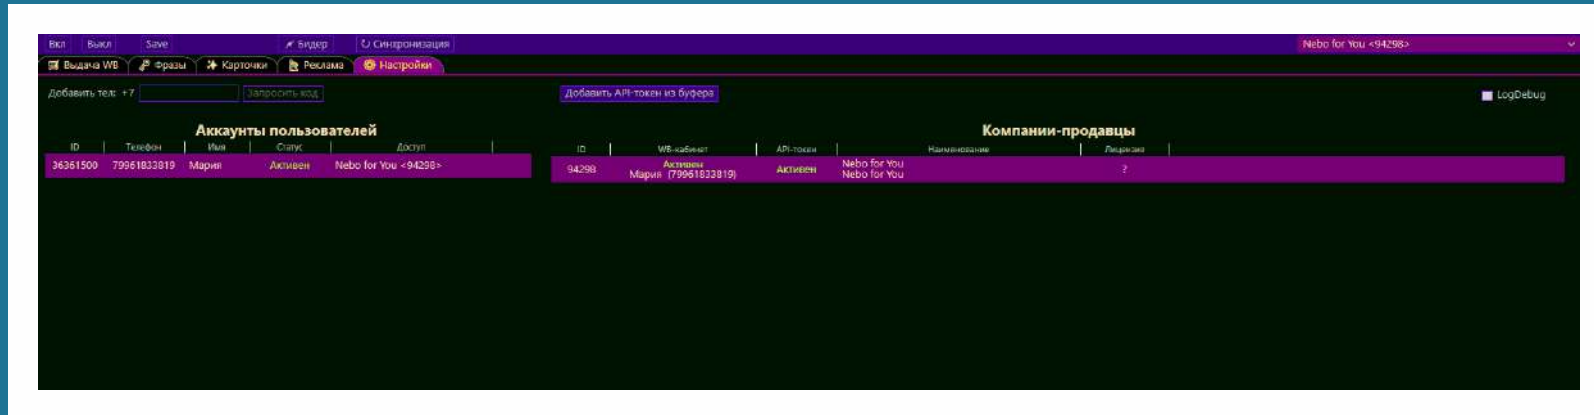 Вкл Выкл Save Бидер Синхронизация Nebo for You <94298>
Выдача WB Фразы Карточки Реклама Настройки
Добавить тел: +7 Запросить код Добавить API-токен из буфера LogDebug
Аккаунты пользователей Компании-продавцы
ID Телефон Имя Статус Доступ ID WB-кабинет API-токен Наименование Лицензия
36361500 79961833819 Мария Активен Nebo for You <94298>
94298 Активен Активен Nebo for You ?
Мария (79961833819) Nebo for You